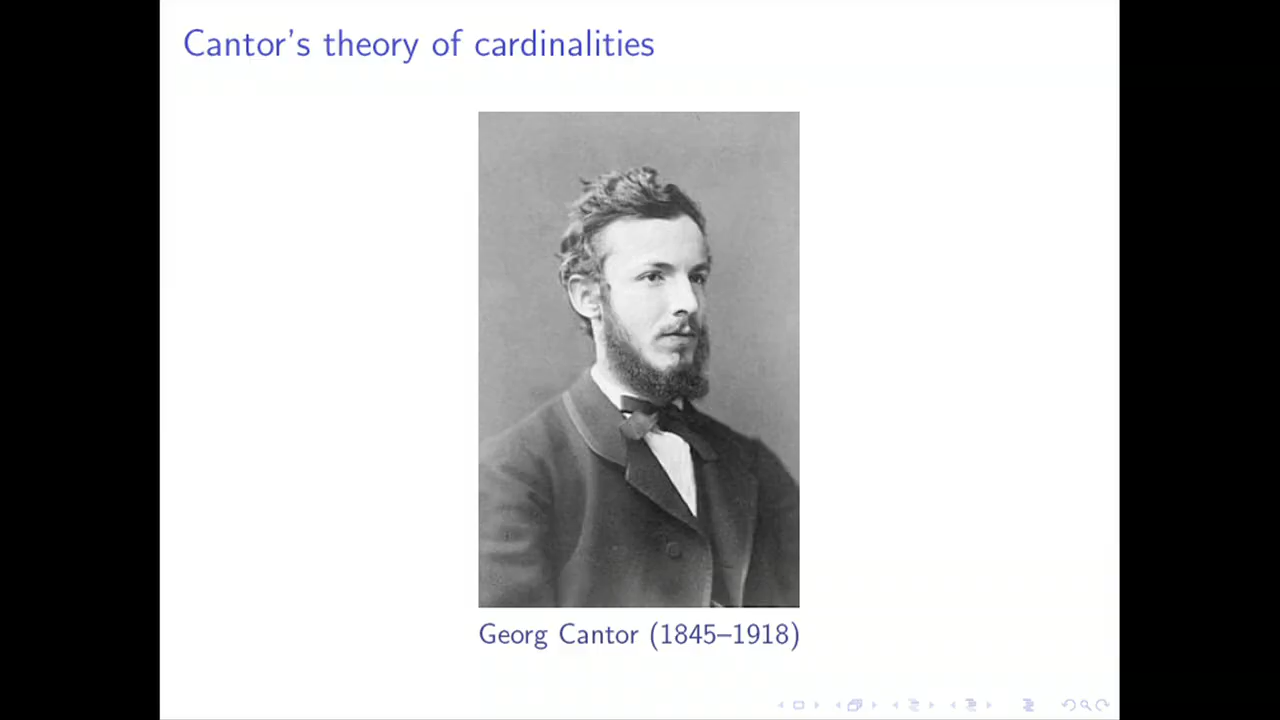 Cantor's theory of cardinalities
Georg Cantor (1845–1918)